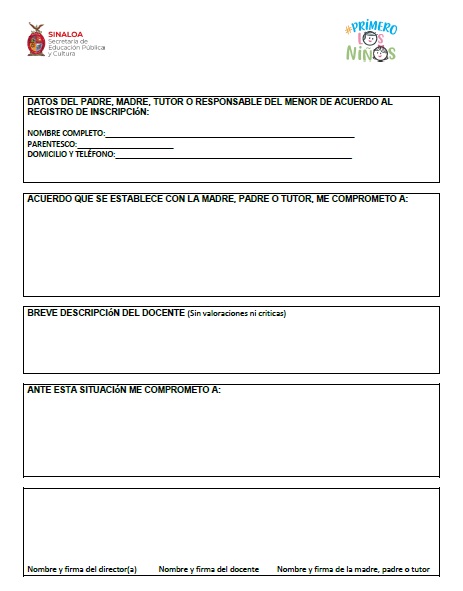 SINALOA
Secretaría de
Educación Pública
y Cultura
#PRIMERO
LOS
NIÑOS
DATOS DEL PADRE, MADRE, TUTOR O RESPONSABLE DEL MENOR DE ACUERDO AL
REGISTRO DE INSCRIPCIóN:
NOMBRE COMPLETO:
PARENTESCO:
DOMICILIO Y TELÉFONO:
ACUERDO QUE SE ESTABLECE CON LA MADRE, PADRE O TUTOR, ME COMPROMETO A:
BREVE DESCRIPCIóN DEL DOCENTE (Sin valoraciones ni críticas)
ANTE ESTA SITUACIóN ME COMPROMETO A:
Nombre y firma del director(a) Nombre y firma del docente Nombre y firma de la madre, padre o tutor